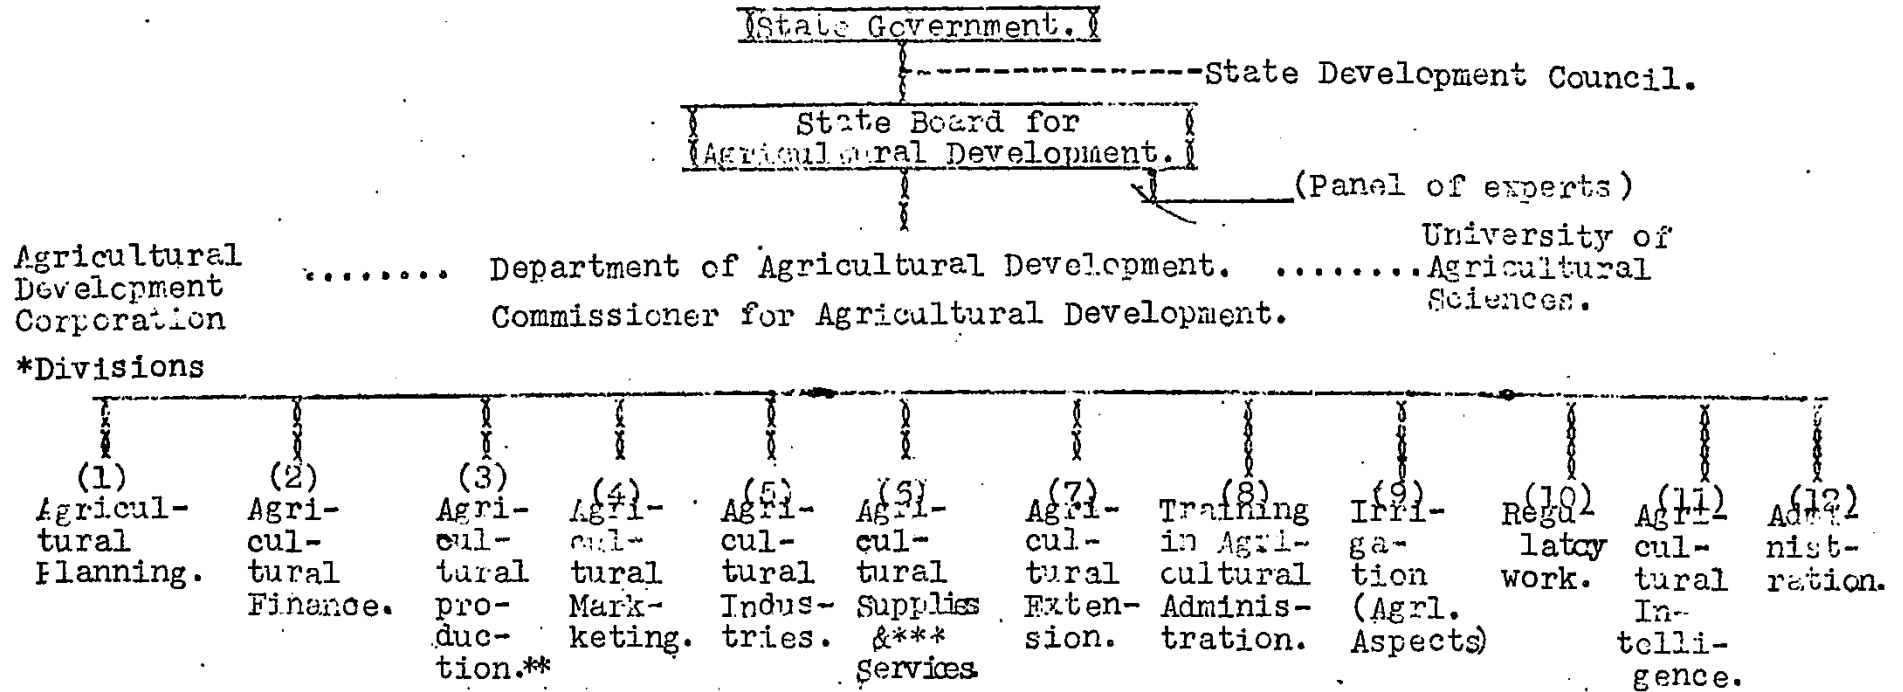 State Government.
State Development Council.
State Board for
Agricultural Development.
(Panel of experts)
Agricultural
Development
Corporation
........ Department of Agricultural Development. ........
Commissioner for Agricultural Development.
University of
Agricultural
Sciences.
*Divisions
(1)
Agricul-
tural
Planning.
(2)
Agri-
cul-
tural
Finance.
(3)
Agri-
cul-
tural
pro-
duc-
tion.**
(4)
Agri-
cul-
tural
Mark-
keting.
(5)
Agri-
cul-
tural
Indus-
tries.
(6)
Agri-
cul-
tural
Supplies
&***
Services.
(7)
Agri-
cul-
tural
Exten-
sion.
(8)
Training
in Agri-
cultural
Adminis-
tration.
(9)
Irri-
ga-
tion
(Agrl.
Aspects)
(10)
Regu-
latoy
work.
(11)
Agri-
cul-
tural
In-
telli-
gence.
(12)
Admi-
nist-
ration.